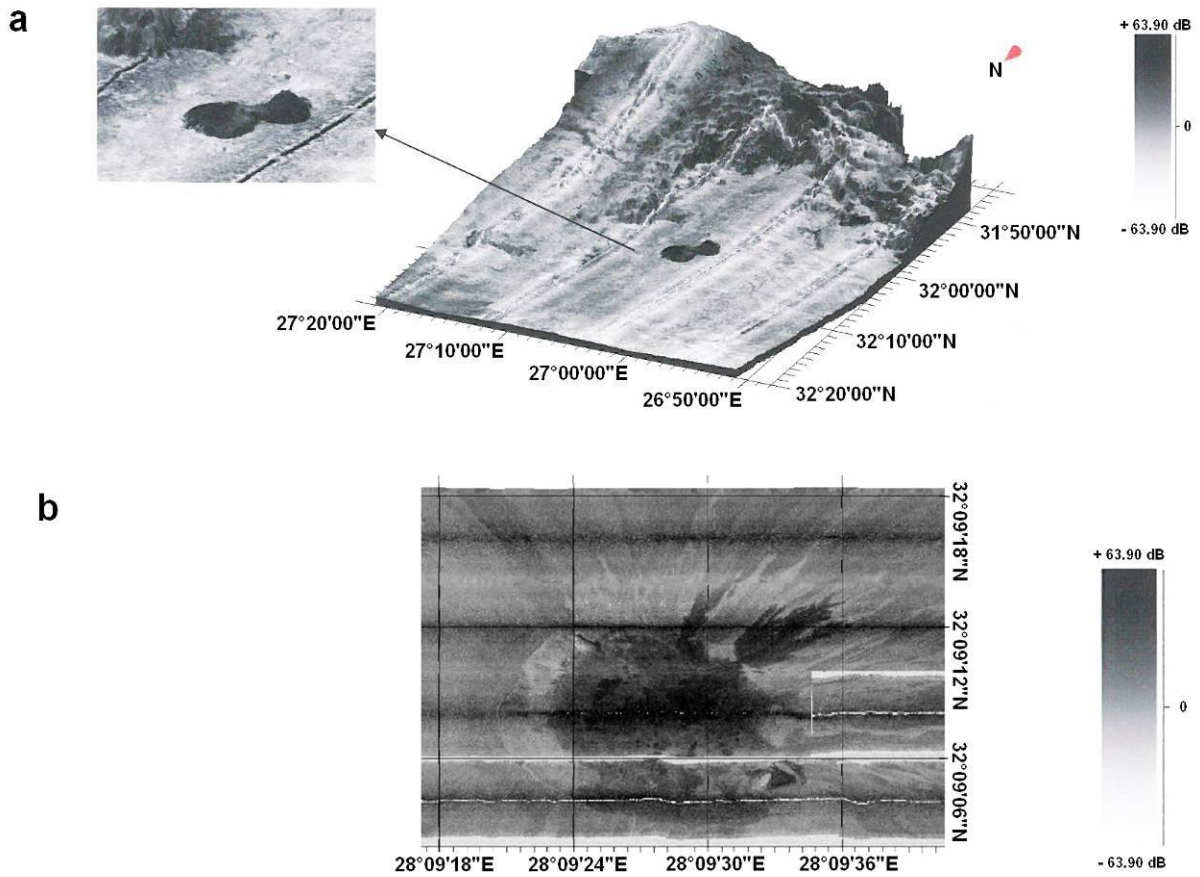 a
+ 63.90 dB
N
0
- 63.90 dB
31°50'00"N
32°00'00"N
32°10'00"N
32°20'00"N
27°20'00"E
27°10'00"E
27°00'00"E
26°50'00"E
b
32°09'18"N
32°09'12"N
32°09'06"N
+ 63.90 dB
0
- 63.90 dB
28°09'18"E 28°09'24"E 28°09'30"E 28°09'36"E